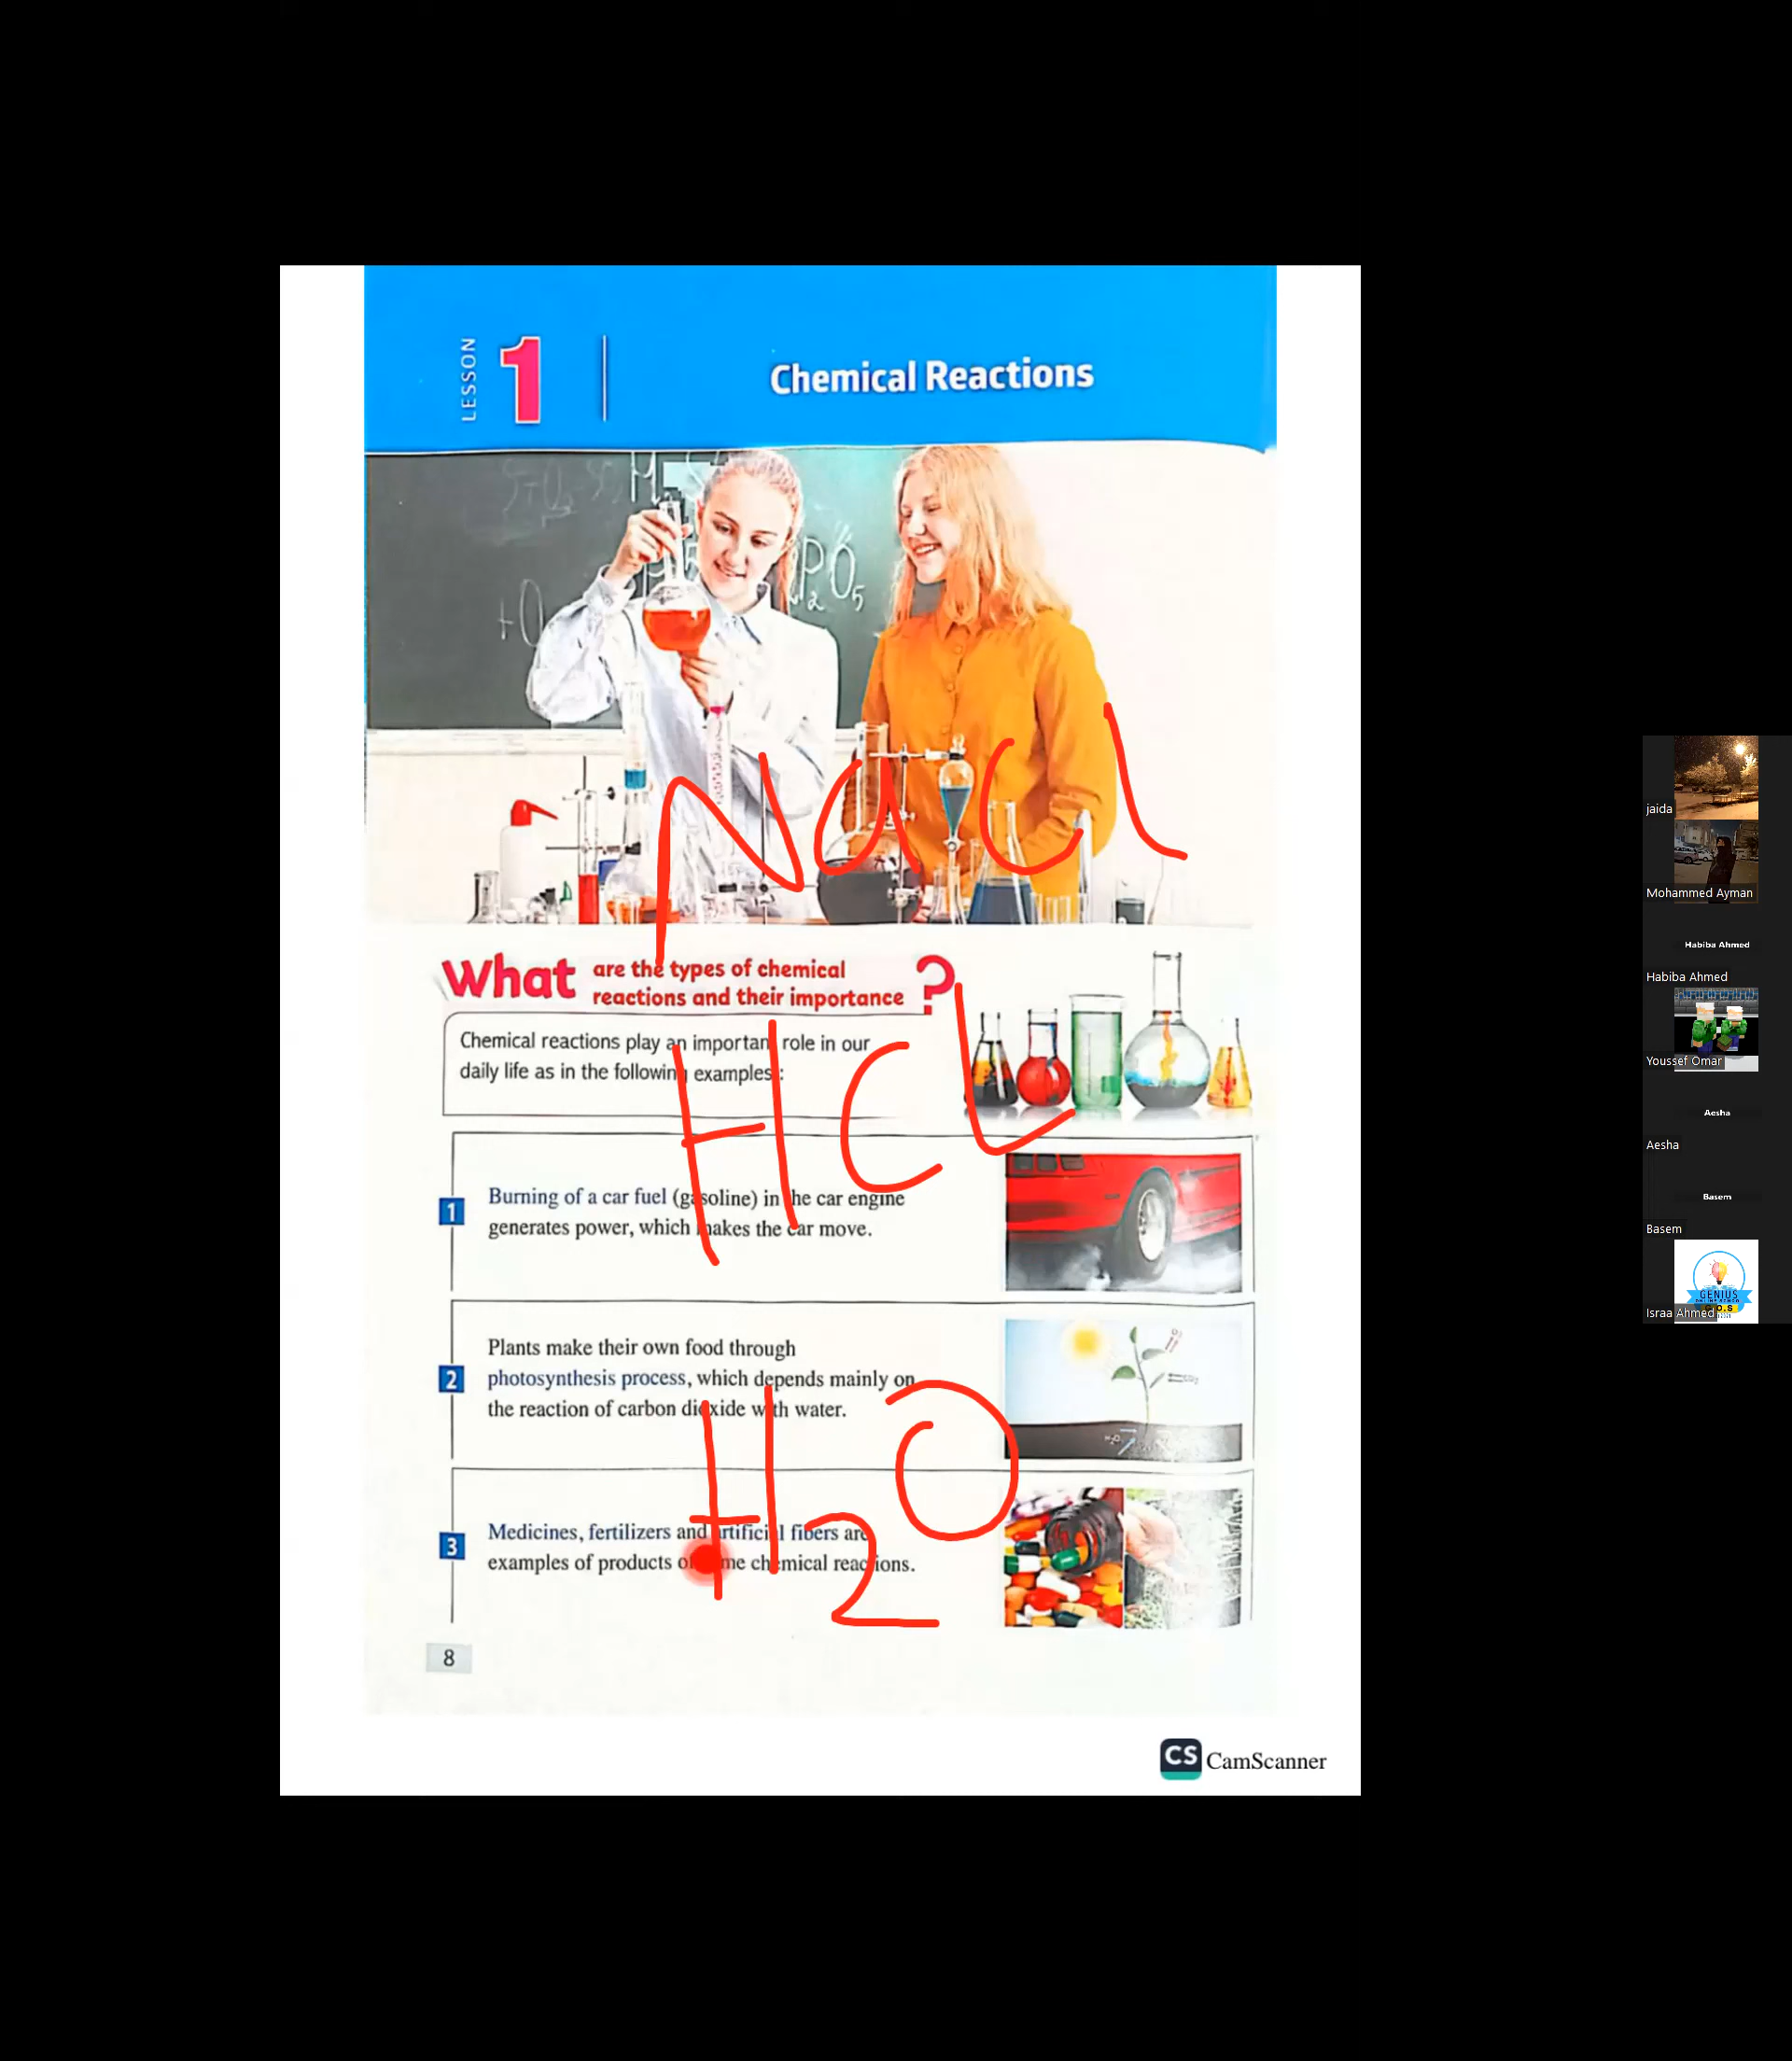 LESSON
1
Chemical Reactions
+O
P2O5
NaCl
What are the types of chemical
reactions and their importance ?
Chemical reactions play an important role in our
daily life as in the following examples :
HCL
1
Burning of a car fuel (gasoline) in the car engine
generates power, which makes the car move.
2
Plants make their own food through
photosynthesis process, which depends mainly on
the reaction of carbon dioxide with water.
H2O
3
Medicines, fertilizers and artificial fibers are
examples of products of some chemical reactions.
8
CS CamScanner
jaida
Mohammed Ayman
Habiba Ahmed
Habiba Ahmed
Youssef Omar
Aesha
Aesha
Basem
Basem
GENIUS
Israa Ahmed